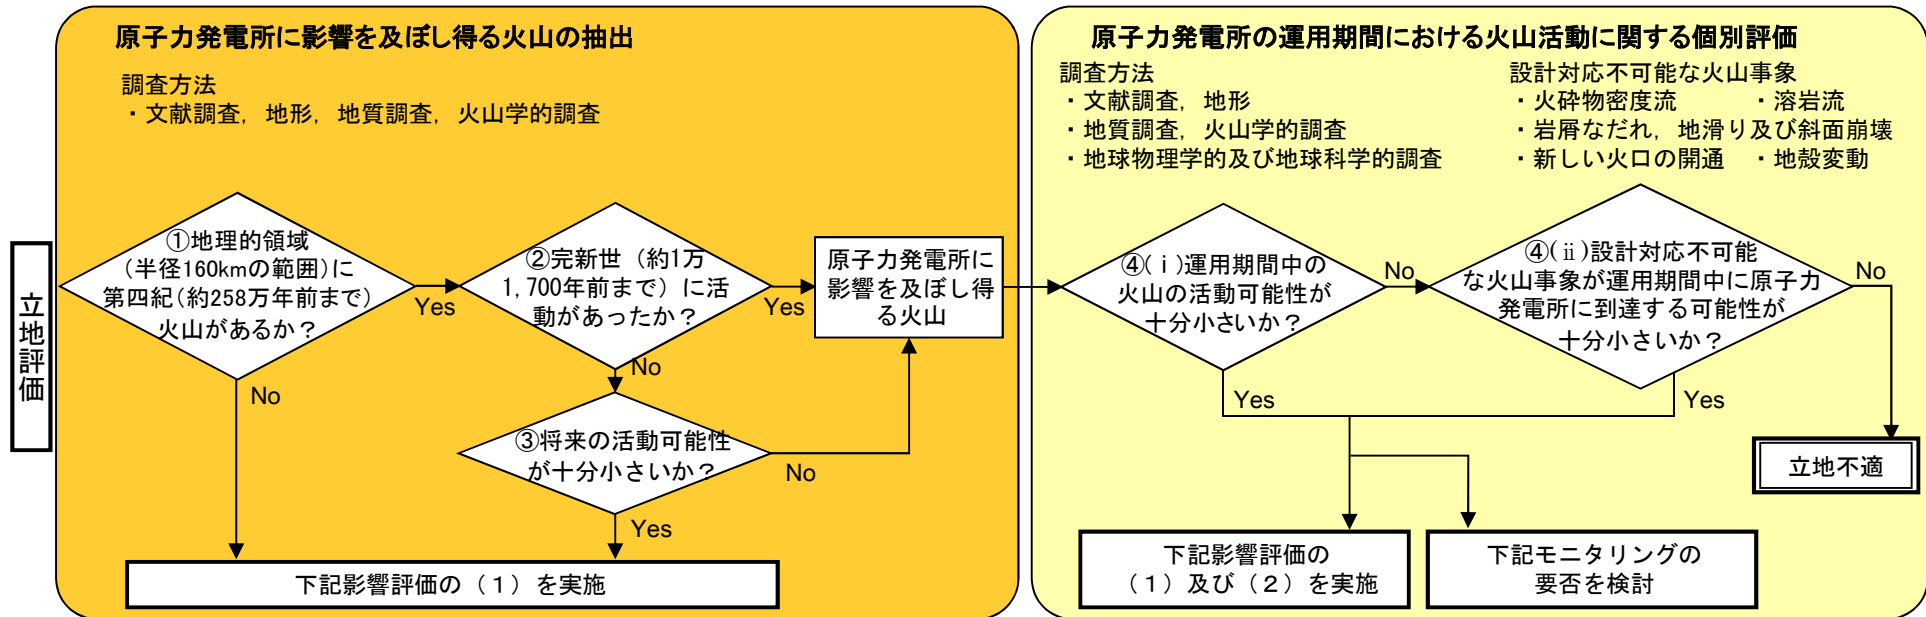 立地評価
原子力発電所に影響を及ぼし得る火山の抽出
調査方法
・文献調査，地形，地質調査，火山学的調査
①地理的領域
（半径160kmの範囲）に
第四紀（約258万年前まで）
火山があるか？
Yes
No
②完新世（約1万
1,700年前まで）に活
動があったか？
Yes
No
③将来の活動可能性
が十分小さいか？
No
Yes
原子力発電所に
影響を及ぼし得
る火山
下記影響評価の（１）を実施
原子力発電所の運用期間における火山活動に関する個別評価
調査方法
・文献調査，地形
・地質調査，火山学的調査
・地球物理学的及び地球科学的調査
設計対応不可能な火山事象
・火砕物密度流　・溶岩流
・岩屑なだれ，地滑り及び斜面崩壊
・新しい火口の開通　・地殻変動
④(ⅰ)運用期間中の
火山の活動可能性が
十分小さいか？
No
Yes
④(ⅱ)設計対応不可能
な火山事象が運用期間中に原子力
発電所に到達する可能性が
十分小さいか？
No
Yes
立地不適
下記影響評価の
（１）及び（２）を実施
下記モニタリングの
要否を検討